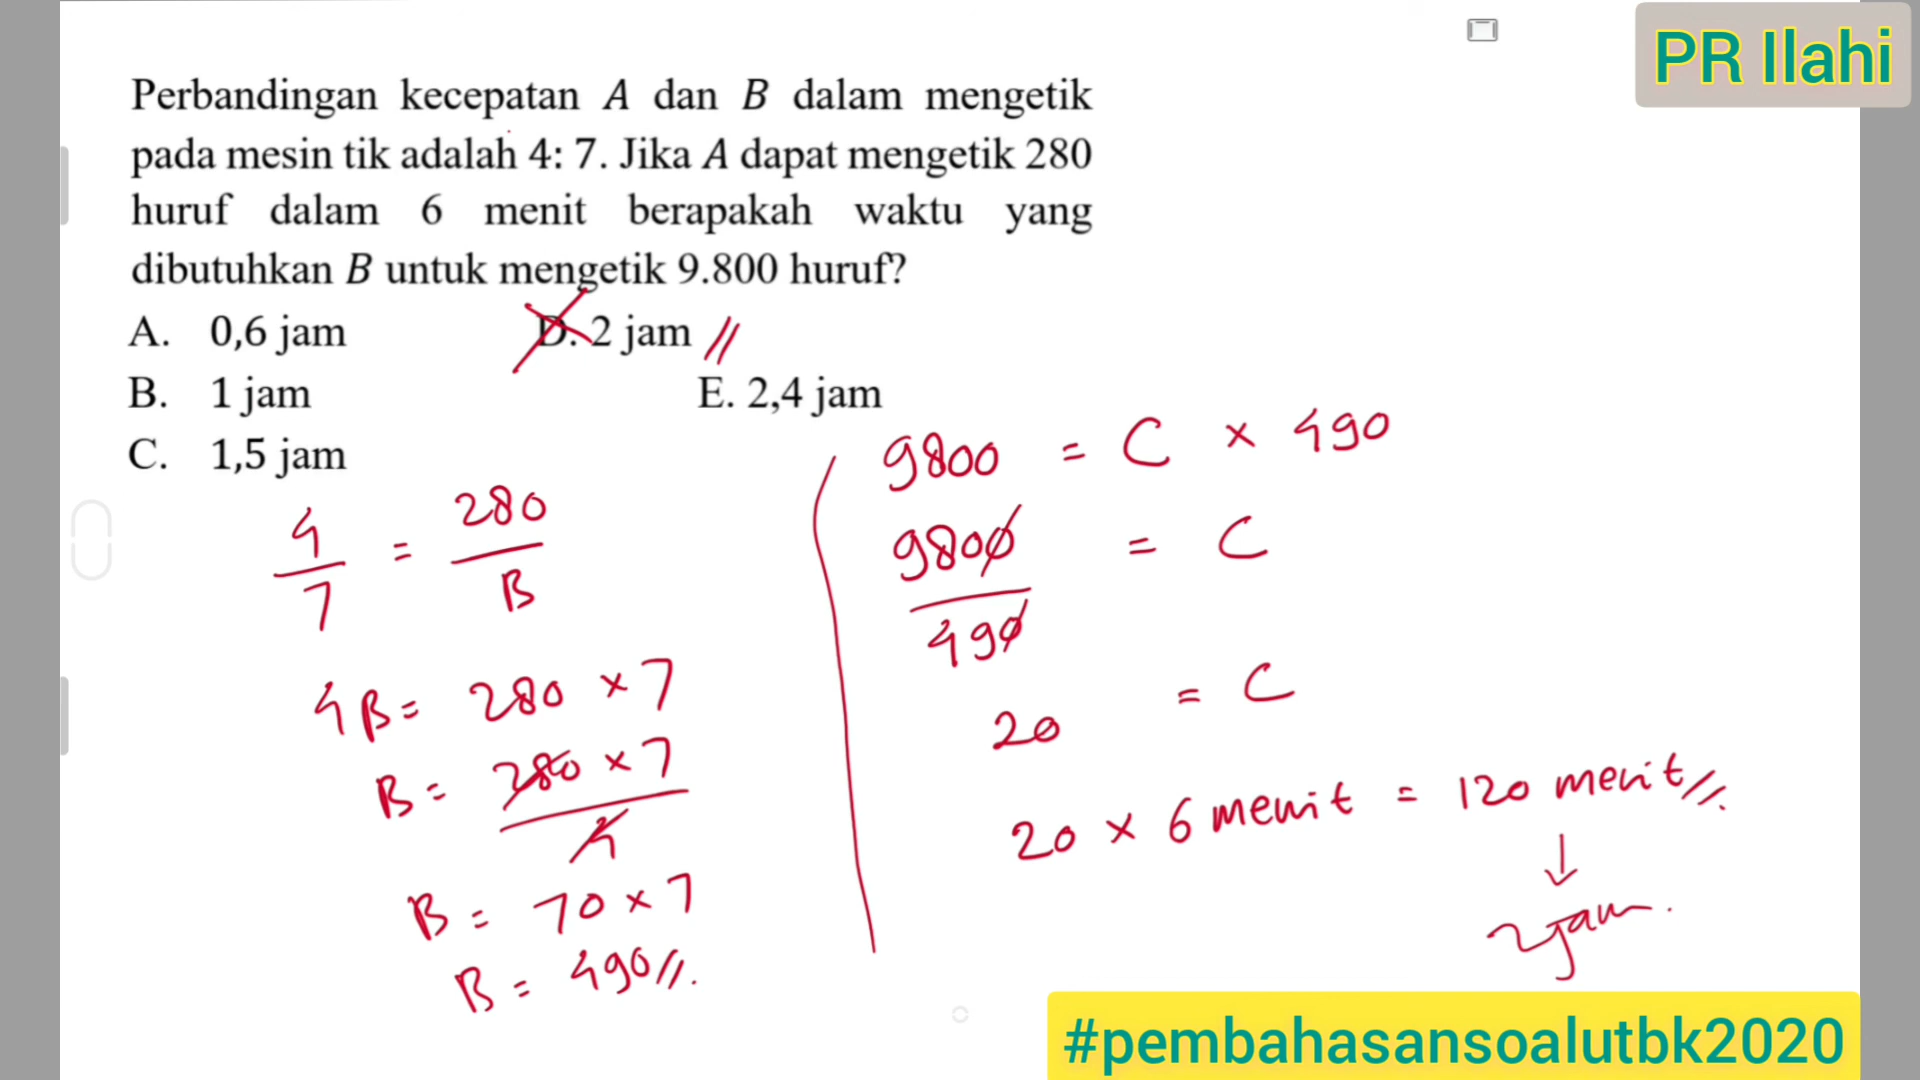 PR Ilahi
Perbandingan kecepatan A dan B dalam mengetik
pada mesin tik adalah 4: 7. Jika A dapat mengetik 280
huruf dalam 6 menit berapakah waktu yang
dibutuhkan B untuk mengetik 9.800 huruf?
A. 0,6 jam
D. 2 jam //
B. 1 jam
E. 2,4 jam
C. 1,5 jam
4/7 = 280/B
4B = 280 × 7
B = 280 × 7 / 4
B = 70 × 7
B = 490 //.
9800 = C × 490
9800/490 = C
20 = C
20 × 6 menit = 120 menit //.
↓
2 jam.
#pembahasansoalutbk2020